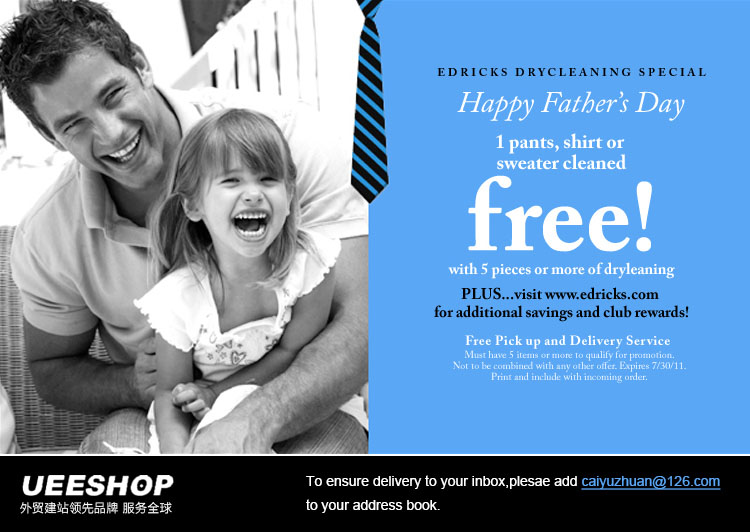 EDRICKS DRYCLEANING SPECIAL
Happy Father's Day
1 pants, shirt or
sweater cleaned
free!
with 5 pieces or more of dryleaning
PLUS...visit www.edricks.com
for additional savings and club rewards!
Free Pick up and Delivery Service
Must have 5 items or more to qualify for promotion.
Not to be combined with any other offer. Expires 7/30/11.
Print and include with incoming order.
UEESHOP
外贸建站领先品牌 服务全球
To ensure delivery to your inbox,plesae add caiyuzhuan@126.com
to your address book.